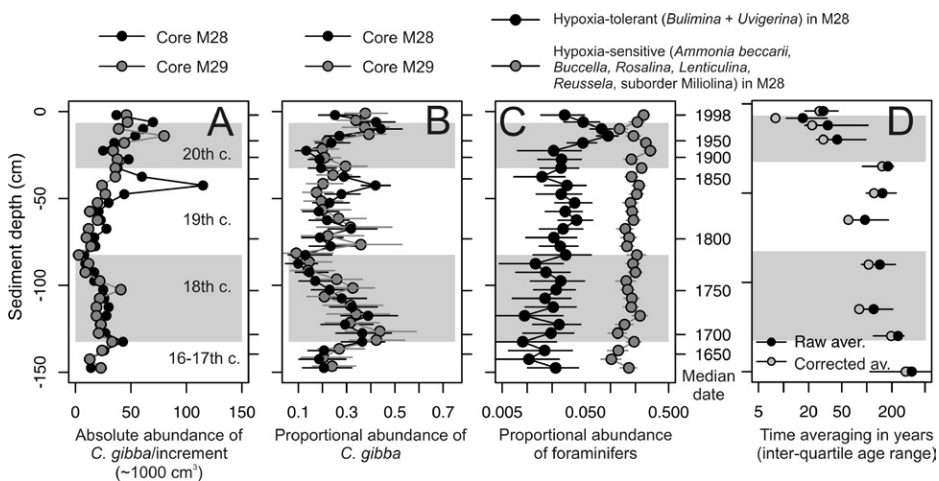 Core M28
Core M29
Core M28
Core M29
Hypoxia-tolerant (Bulimina + Uvigerina) in M28
Hypoxia-sensitive (Ammonia beccarii,
Buccella, Rosalina, Lenticulina,
Reussela, suborder Miliolina) in M28
A
B
C
D
Sediment depth (cm)
0
-50
-100
-150
20th c.
19th c.
18th c.
16-17th c.
1998
1950
1900
1850
1800
1750
1700
1650
Median
date
Raw aver.
Corrected av.
0
50
100
150
0.1
0.3
0.5
0.7
0.005
0.050
0.500
5
20
50
200
Absolute abundance of
C. gibba/increment
(~1000 cm³)
Proportional abundance of
C. gibba
Proportional abundance
of foraminifers
Time averaging in years
(inter-quartile age range)